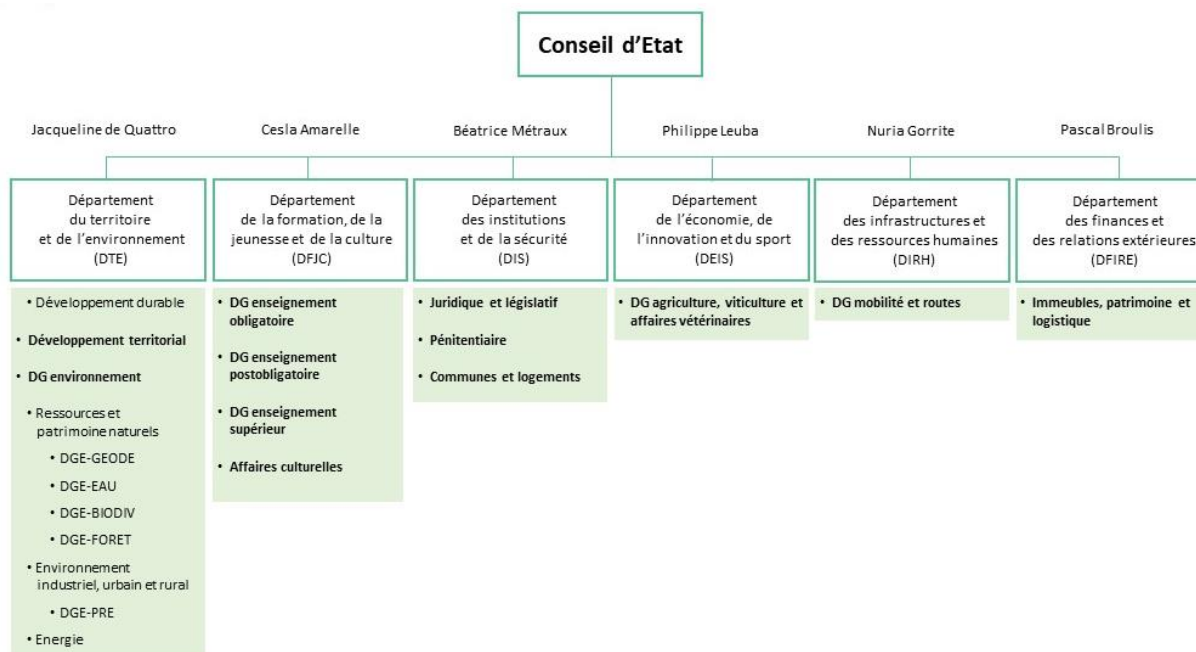 Conseil d’Etat
Jacqueline de Quattro
Cesla Amarelle
Béatrice Métraux
Philippe Leuba
Nuria Gorrite
Pascal Broulis
Département
du territoire
et de l’environnement
(DTE)
Département
de la formation, de la
jeunesse et de la culture
(DFJC)
Département
des institutions
et de la sécurité
(DIS)
Département
de l’économie, de
l’innovation et du sport
(DEIS)
Département
des infrastructures et
des ressources humaines
(DIRH)
Département
des finances et
des relations extérieures
(DFIRE)
• Développement durable
• Développement territorial
• DG environnement
• Ressources et
patrimoine naturels
• DGE-GEODE
• DGE-EAU
• DGE-BIODIV
• DGE-FORET
• Environnement
industriel, urbain et rural
• DGE-PRE
• Energie
• DG enseignement
obligatoire
• DG enseignement
postobligatoire
• DG enseignement
supérieur
• Affaires culturelles
• Juridique et législatif
• Pénitentiaire
• Communes et logements
• DG agriculture, viticulture et
affaires vétérinaires
• DG mobilité et routes
• Immeubles, patrimoine et
logistique